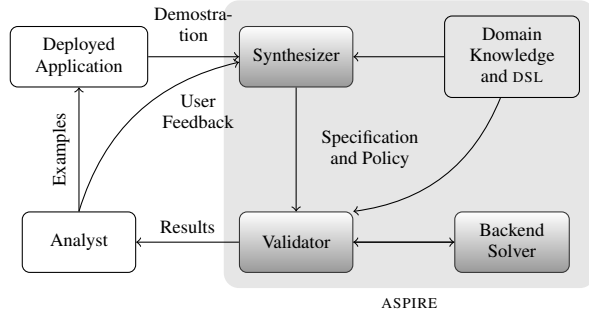 Demostra-
tion
Deployed
Application
Synthesizer
Domain
Knowledge
and DSL
User
Feedback
Examples
Specification
and Policy
Analyst
Results
Validator
Backend
Solver
ASPIRE